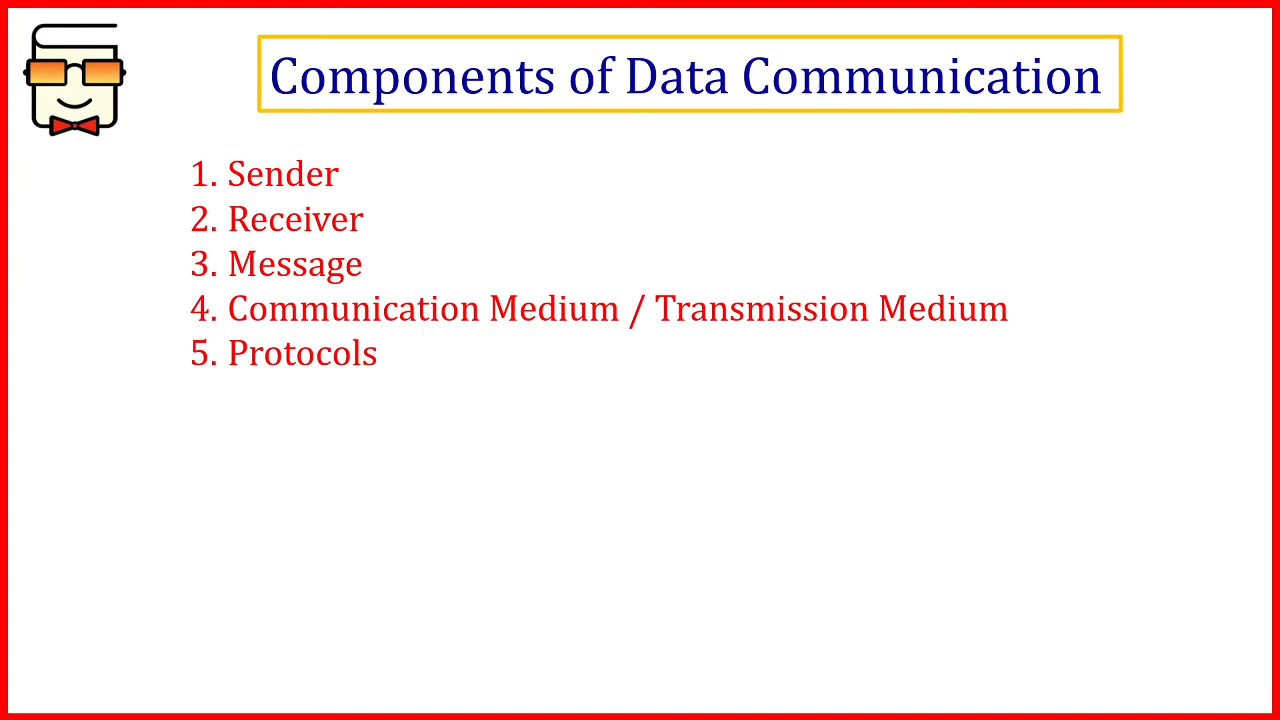 Components of Data Communication
1. Sender
2. Receiver
3. Message
4. Communication Medium / Transmission Medium
5. Protocols